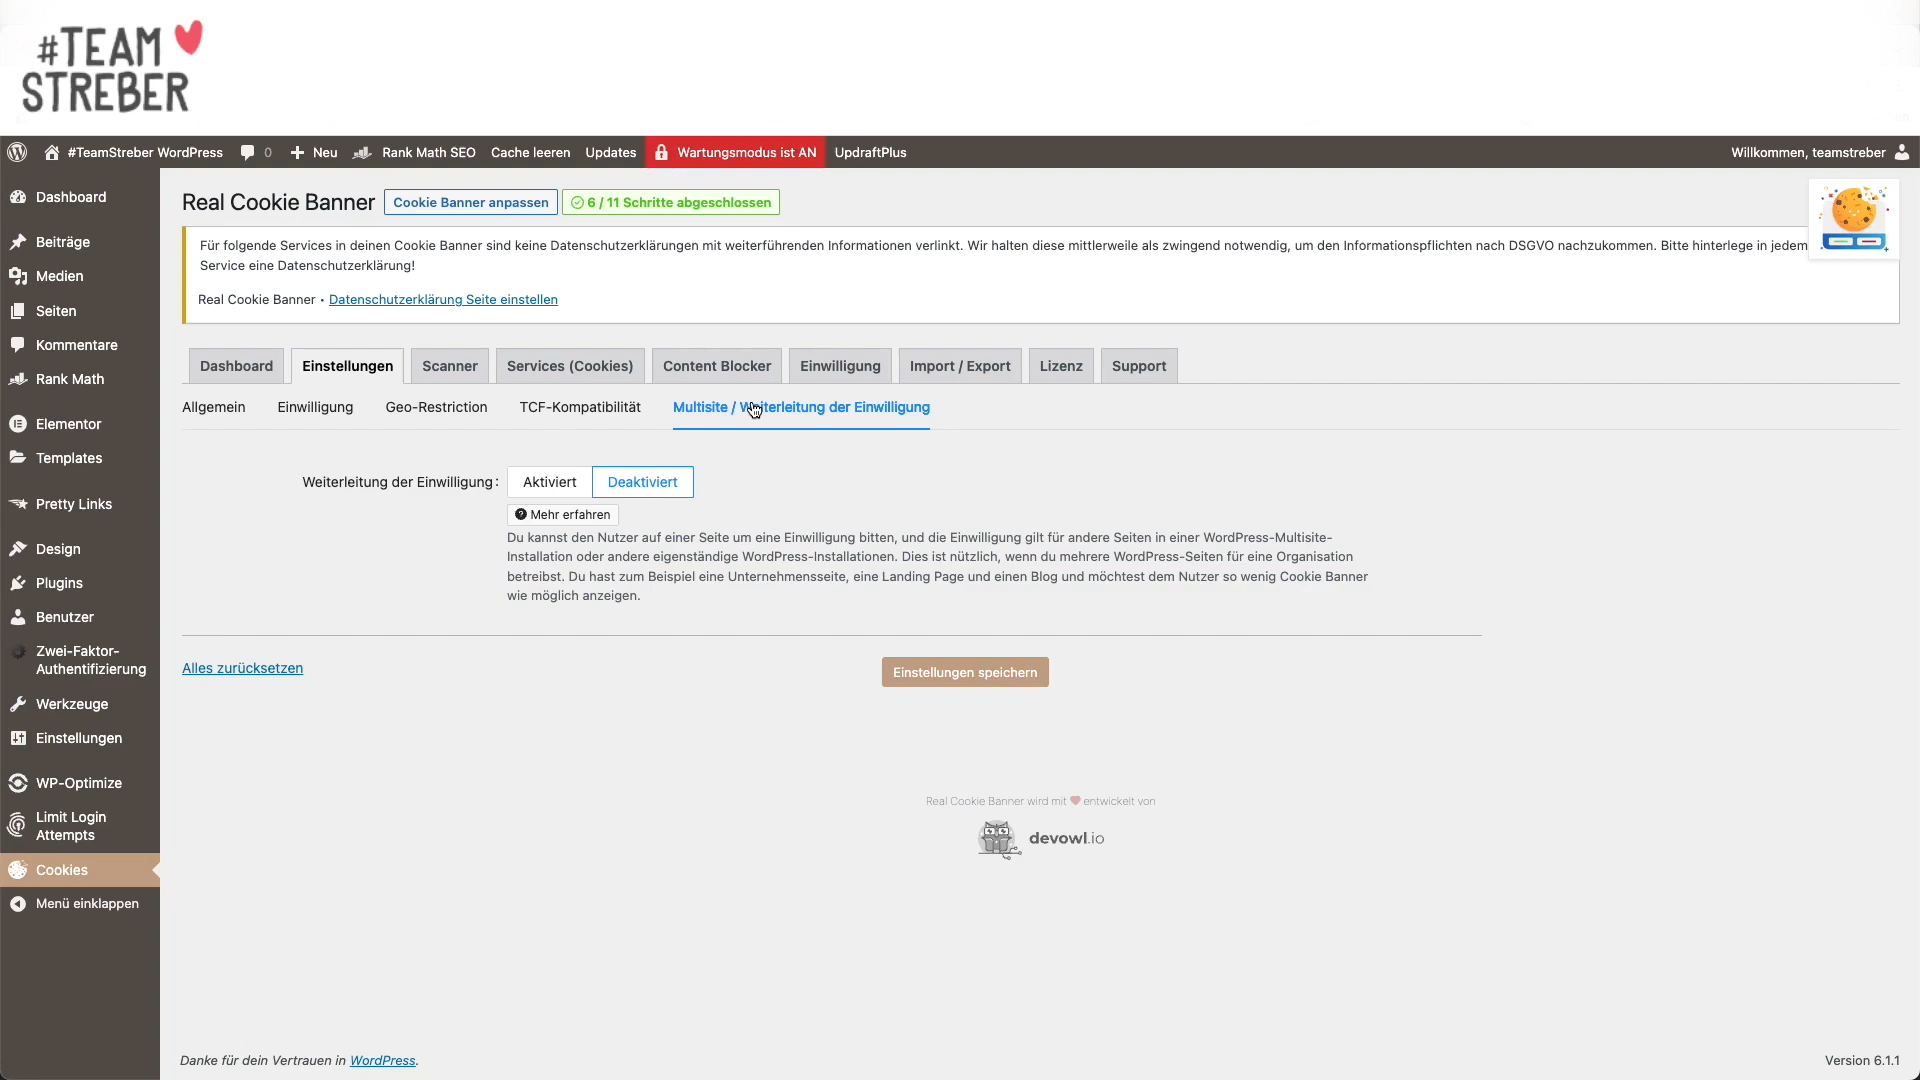 #TEAM
STREBER
#TeamStreber WordPress 0 Neu Rank Math SEO Cache leeren Updates Wartungsmodus ist AN UpdraftPlus Willkommen, teamstreber
Dashboard
Beiträge
Medien
Seiten
Kommentare
Rank Math
Elementor
Templates
Pretty Links
Design
Plugins
Benutzer
Zwei-Faktor-
Authentifizierung
Werkzeuge
Einstellungen
WP-Optimize
Limit Login
Attempts
Cookies
Menü einklappen
Real Cookie Banner Cookie Banner anpassen 6 / 11 Schritte abgeschlossen
Für folgende Services in deinen Cookie Banner sind keine Datenschutzerklärungen mit weiterführenden Informationen verlinkt. Wir halten diese mittlerweile als zwingend notwendig, um den Informationspflichten nach DSGVO nachzukommen. Bitte hinterlege in jedem
Service eine Datenschutzerklärung!
Real Cookie Banner • Datenschutzerklärung Seite einstellen
Dashboard Einstellungen Scanner Services (Cookies) Content Blocker Einwilligung Import / Export Lizenz Support
Allgemein Einwilligung Geo-Restriction TCF-Kompatibilität Multisite / Weiterleitung der Einwilligung
Weiterleitung der Einwilligung: Aktiviert Deaktiviert
Mehr erfahren
Du kannst den Nutzer auf einer Seite um eine Einwilligung bitten, und die Einwilligung gilt für andere Seiten in einer WordPress-Multisite-
Installation oder andere eigenständige WordPress-Installationen. Dies ist nützlich, wenn du mehrere WordPress-Seiten für eine Organisation
betreibst. Du hast zum Beispiel eine Unternehmensseite, eine Landing Page und einen Blog und möchtest dem Nutzer so wenig Cookie Banner
wie möglich anzeigen.
Alles zurücksetzen Einstellungen speichern
Real Cookie Banner wird mit ❤ entwickelt von
devowl.io
Danke für dein Vertrauen in WordPress. Version 6.1.1